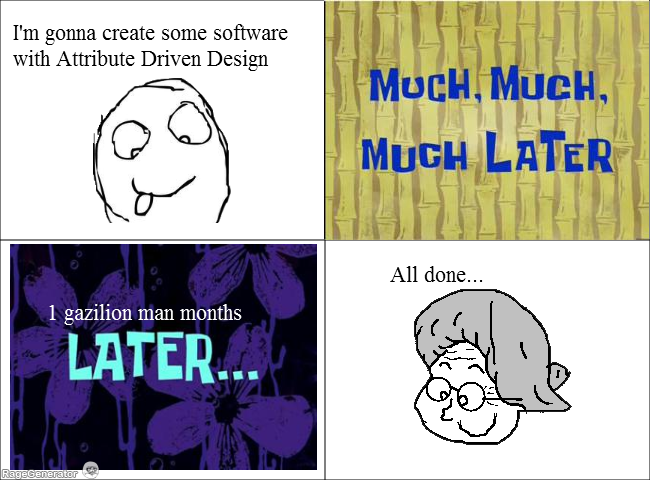 I'm gonna create some software
with Attribute Driven Design
MUCH, MUCH,
MUCH LATER
1 gazilion man months
LATER...
All done...
RageGenerator